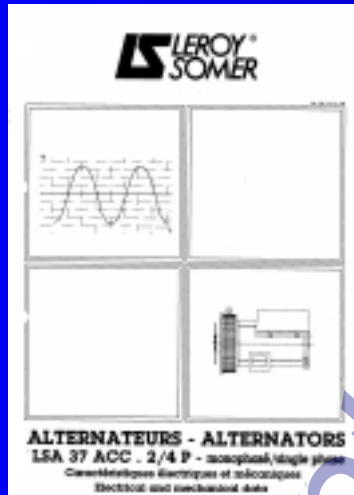 LEROY®
SOMER
ALTERNATEURS - ALTERNATORS
LSA 37 ACC . 2/4 P - monophasé/single phase
Caractéristiques électriques et mécaniques
Electrical and mechanical data